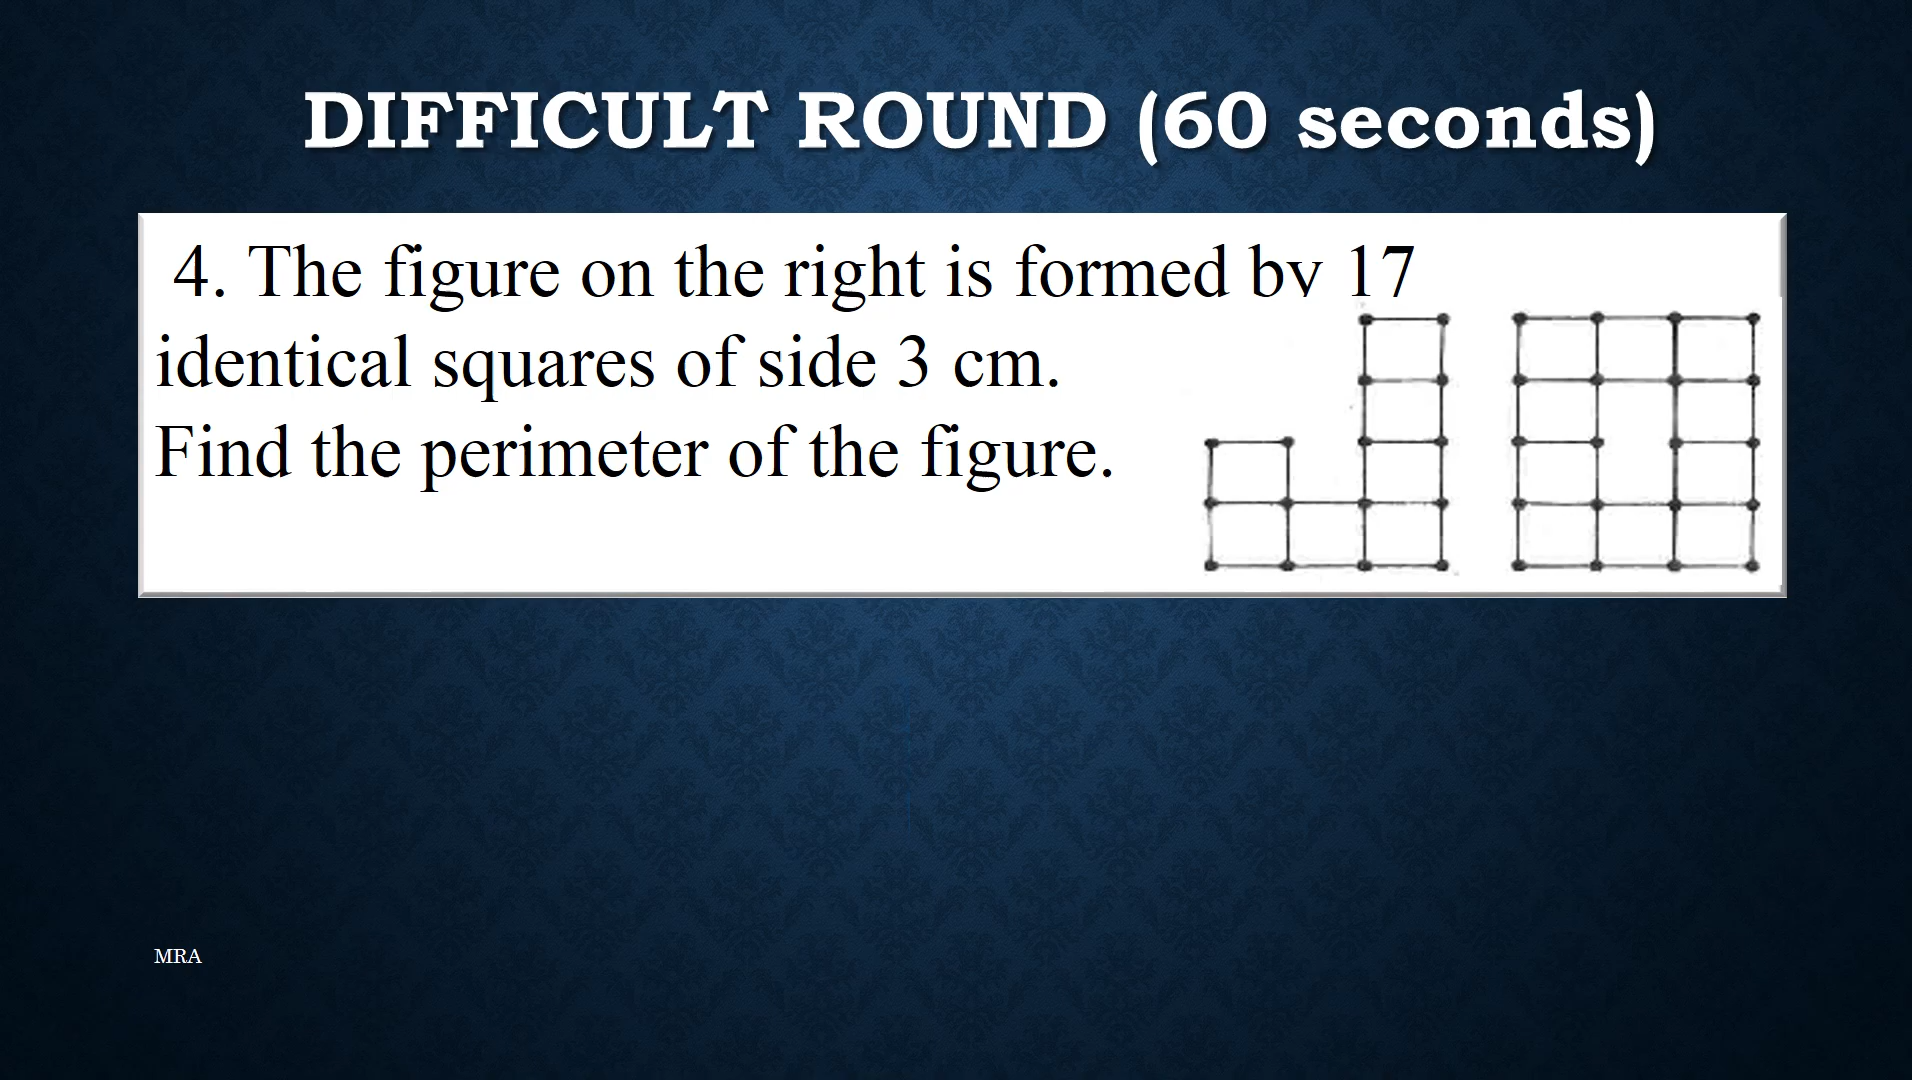 DIFFICULT ROUND (60 seconds)
4. The figure on the right is formed by 17
identical squares of side 3 cm.
Find the perimeter of the figure.
MRA